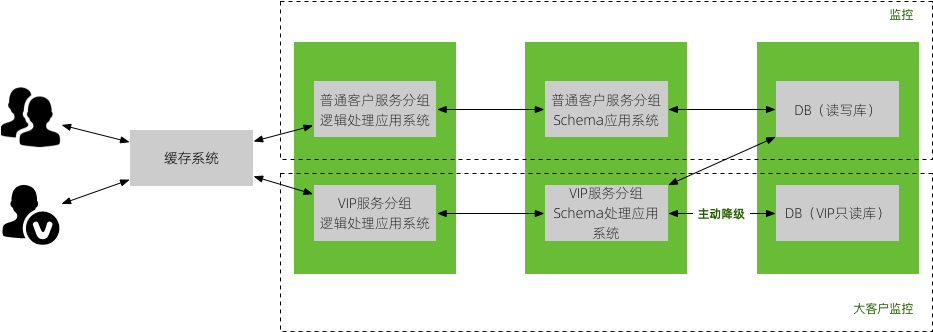 监控
普通客户服务分组
逻辑处理应用系统
普通客户服务分组
Schema应用系统
DB（读写库）
缓存系统
VIP服务分组
逻辑处理应用系统
VIP服务分组
Schema处理应用
系统
主动降级
DB（VIP只读库）
大客户监控